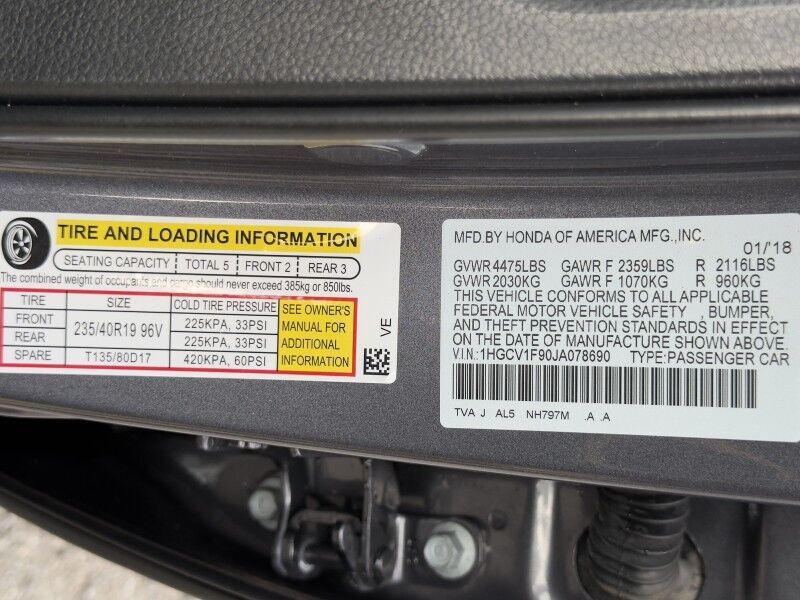 TIRE AND LOADING INFORMATION
SEATING CAPACITY TOTAL 5 FRONT 2 REAR 3
The combined weight of occupants and cargo should never exceed 385kg or 850lbs.
TIRE SIZE COLD TIRE PRESSURE
FRONT 235/40R19 96V 225KPA, 33PSI
REAR 225KPA, 33PSI
SPARE T135/80D17 420KPA, 60PSI
SEE OWNER'S
MANUAL FOR
ADDITIONAL
INFORMATION
VE
MFD.BY HONDA OF AMERICA MFG.,INC. 01/'18
GVWR 4475LBS GAWR F 2359LBS R 2116LBS
GVWR 2030KG GAWR F 1070KG R 960KG
THIS VEHICLE CONFORMS TO ALL APPLICABLE
FEDERAL MOTOR VEHICLE SAFETY , BUMPER,
AND THEFT PREVENTION STANDARDS IN EFFECT
ON THE DATE OF MANUFACTURE SHOWN ABOVE.
V.I.N.: 1HGCV1F90JA078690 TYPE:PASSENGER CAR
TVA J AL5 NH797M .A .A